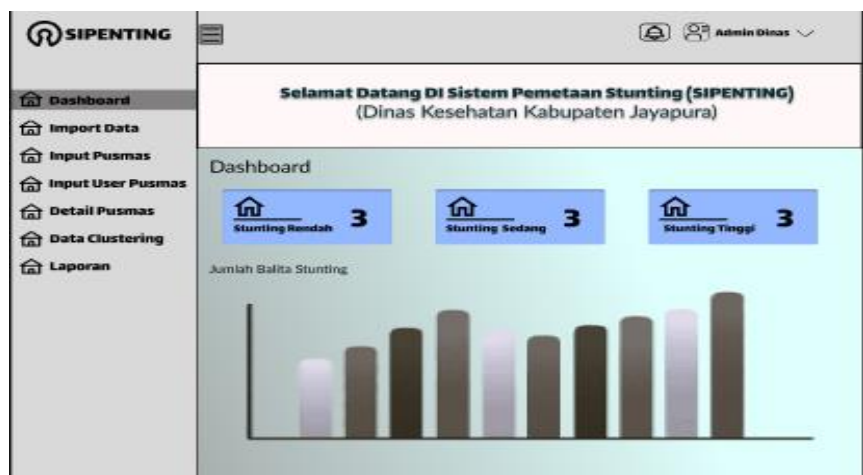 SIPENTING
Admin Dinas
Dashboard
Import Data
Input Pusmas
Input User Pusmas
Detail Pusmas
Data Clustering
Laporan
Selamat Datang DI Sistem Pemetaan Stunting (SIPENTING)
(Dinas Kesehatan Kabupaten Jayapura)
Dashboard
Stunting Rendah 3
Stunting Sedang 3
Stunting Tinggi 3
Jumlah Balita Stunting